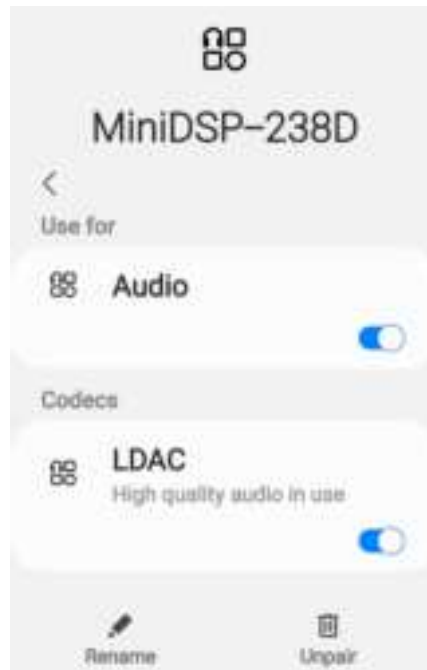 MiniDSP-238D
Use for
Audio
Codecs
LDAC
High quality audio in use
Rename
Unpair